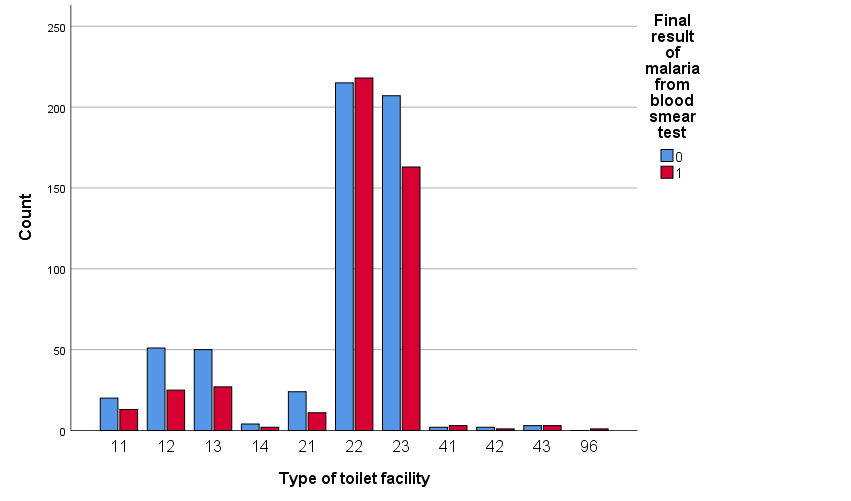 250
200
150
100
50
0
Count
11 12 13 14 21 22 23 41 42 43 96
Type of toilet facility
Final
result
of
malaria
from
blood
smear
test
0
1